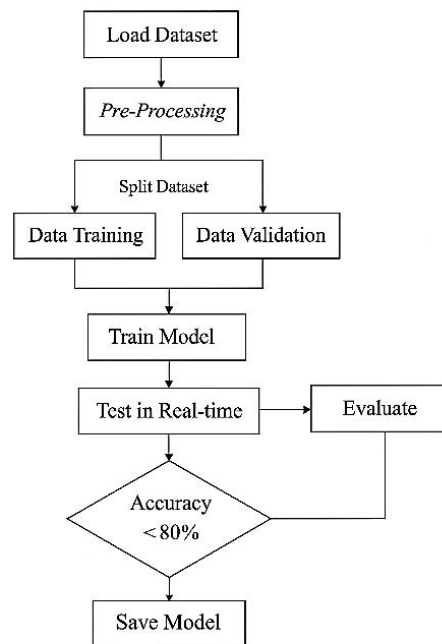 Load Dataset
Pre-Processing
Split Dataset
Data Training
Data Validation
Train Model
Test in Real-time
Evaluate
Accuracy
<80%
Save Model